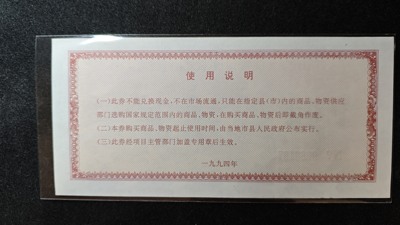 使用说明
(一)此券不能兑换现金，不在市场流通，只能在指定县(市)内的商品、物资供应
部门选购国家规定范围内的商品、物资，在购买商品、物资后即截角作废。
(二)本券购买商品、物资起止使用时间，由当地市县人民政府公布实行。
(三)此券经项目主管部门加盖专用章后生效。
一九九四年